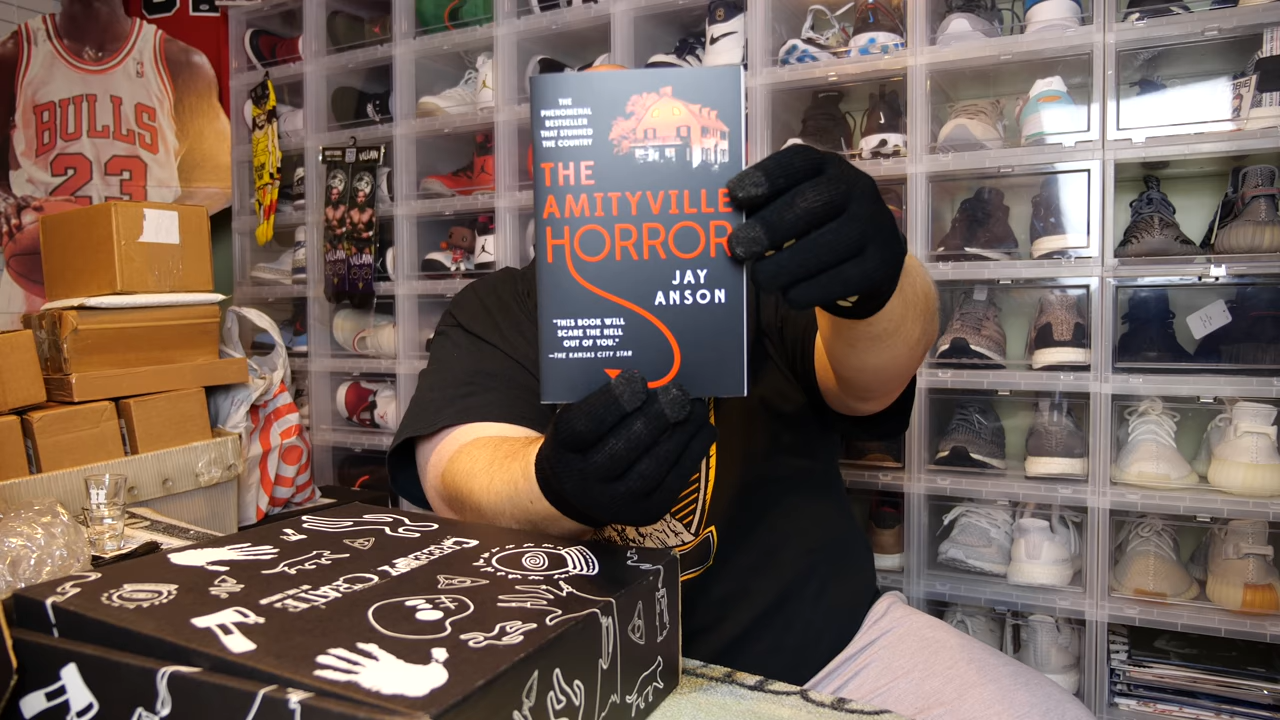 BULLS
23
THE
PHENOMENAL
BESTSELLER
THAT STUNNED
THE COUNTRY
THE
AMITYVILLE
HORROR
JAY
ANSON
"THIS BOOK WILL
SCARE THE HELL
OUT OF YOU."
—THE KANSAS CITY STAR
VILLAIN
CREEPY CRATE